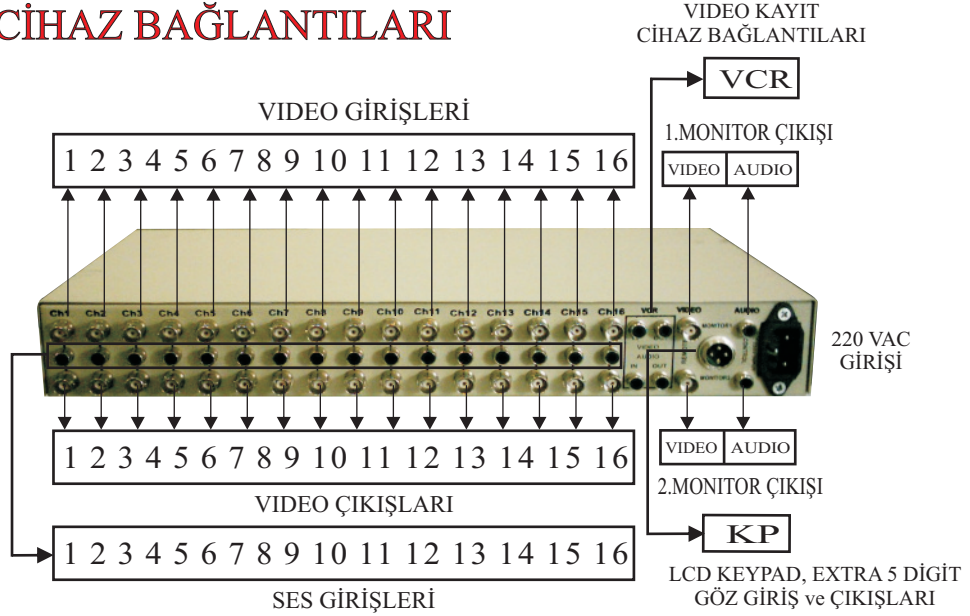 CİHAZ BAĞLANTILARI
VIDEO KAYIT
CİHAZ BAĞLANTILARI
VCR
VIDEO GİRİŞLERİ
1 2 3 4 5 6 7 8 9 10 11 12 13 14 15 16
1.MONITOR ÇIKIŞI
VIDEO AUDIO
Ch1 Ch2 Ch3 Ch4 Ch5 Ch6 Ch7 Ch8 Ch9 Ch10 Ch11 Ch12 Ch13 Ch14 Ch15 Ch16 VCR VIDEO AUDIO
MONITOR1
VIDEO
AUDIO
IN OUT
MONITOR2
220 VAC
GİRİŞİ
1 2 3 4 5 6 7 8 9 10 11 12 13 14 15 16
VIDEO ÇIKIŞLARI
VIDEO AUDIO
2.MONITOR ÇIKIŞI
1 2 3 4 5 6 7 8 9 10 11 12 13 14 15 16
SES GİRİŞLERİ
KP
LCD KEYPAD, EXTRA 5 DİGİT
GÖZ GİRİŞ ve ÇIKIŞLARI